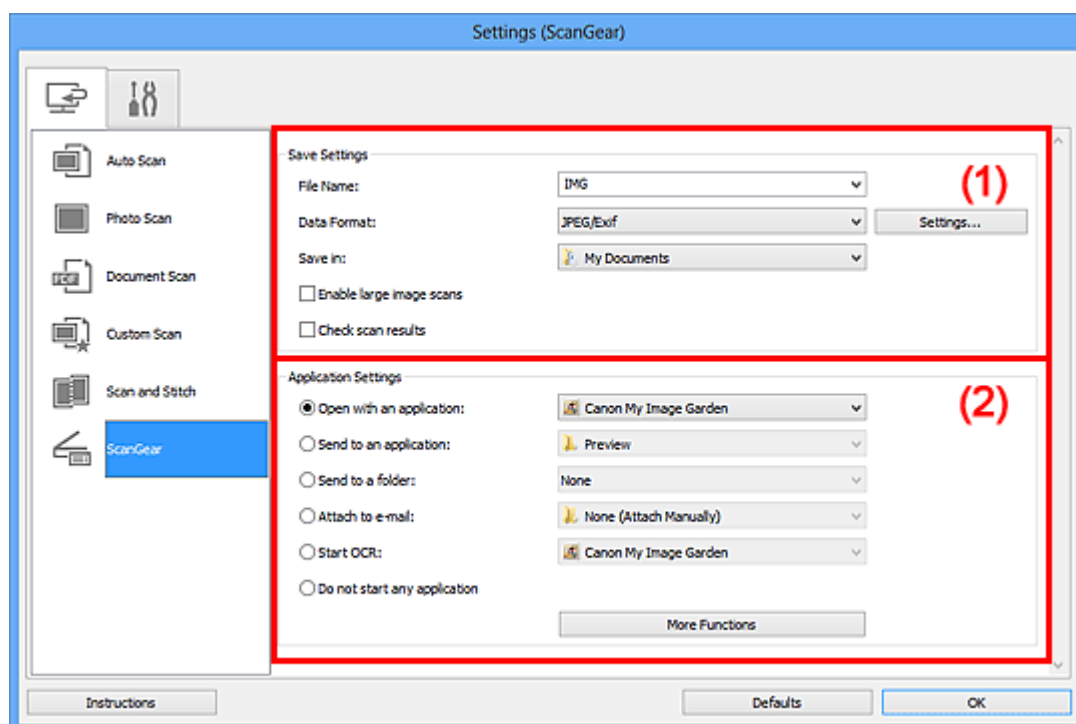 Settings (ScanGear)
Auto Scan
Photo Scan
Document Scan
Custom Scan
Scan and Stitch
ScanGear
Save Settings
(1)
File Name: IMG
Data Format: JPEG/Exif Settings...
Save in: My Documents
Enable large image scans
Check scan results
Application Settings
(2)
Open with an application: Canon My Image Garden
Send to an application: Preview
Send to a folder: None
Attach to e-mail: None (Attach Manually)
Start OCR: Canon My Image Garden
Do not start any application
More Functions
Instructions Defaults OK